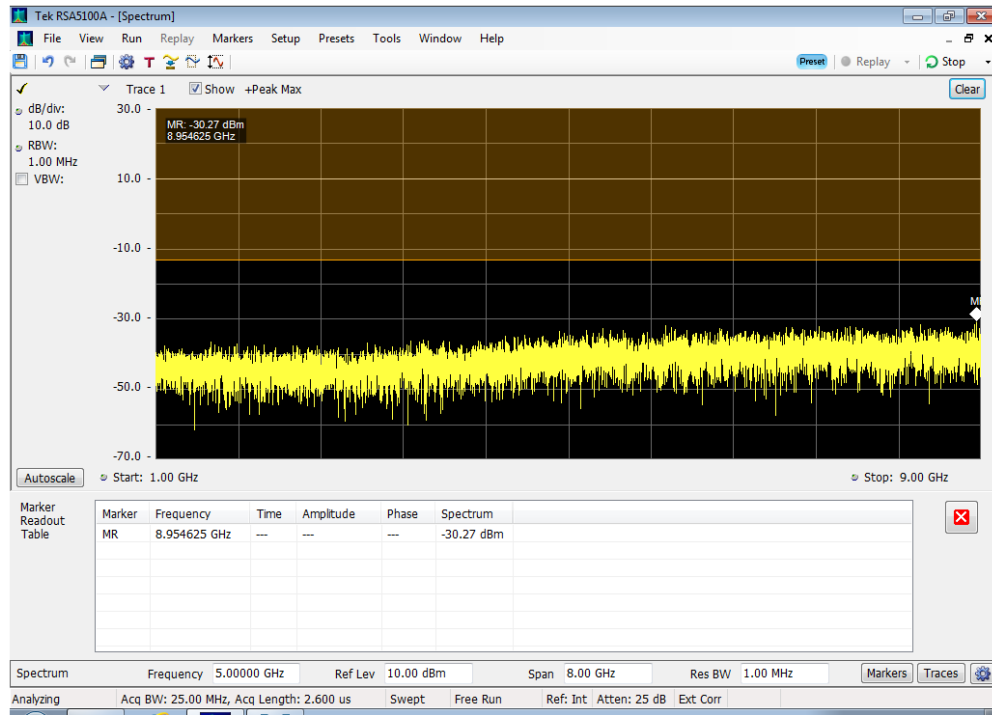 Tek RSA5100A - [Spectrum]
File View Run Replay Markers Setup Presets Tools Window Help
T Preset Replay Stop
Trace 1 Show +Peak Max Clear
dB/div:
10.0 dB
RBW:
1.00 MHz
VBW:
30.0 -
MR: -30.27 dBm
8.954625 GHz
10.0 -
-10.0 -
-30.0 -
-50.0 -
-70.0 -
Autoscale Start: 1.00 GHz Stop: 9.00 GHz
Marker
Readout
Table
Marker Frequency Time Amplitude Phase Spectrum
MR 8.954625 GHz --- --- --- -30.27 dBm
Spectrum Frequency 5.00000 GHz Ref Lev 10.00 dBm Span 8.00 GHz Res BW 1.00 MHz Markers Traces
Analyzing Acq BW: 25.00 MHz, Acq Length: 2.600 us Swept Free Run Ref: Int Atten: 25 dB Ext Corr